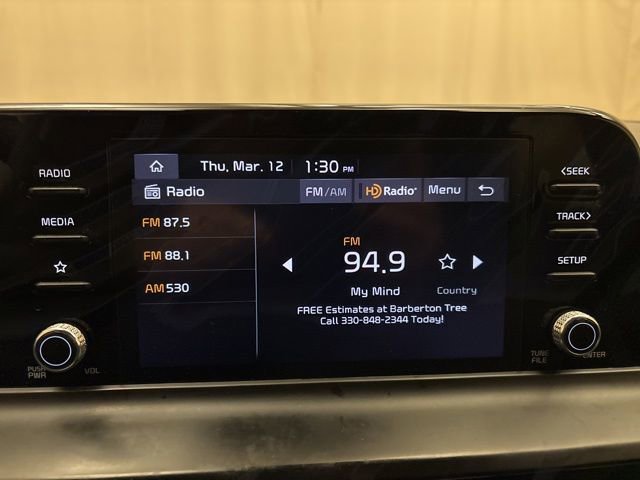 Thu, Mar. 12 1:30 PM
Radio FM/AM HD Radio Menu
FM 87.5
FM 88.1
AM 530
FM
94.9
My Mind Country
FREE Estimates at Barberton Tree
Call 330-848-2344 Today!
RADIO
MEDIA
PUSH
PWR
VOL
<SEEK
TRACK>
SETUP
TUNE
FILE
ENTER